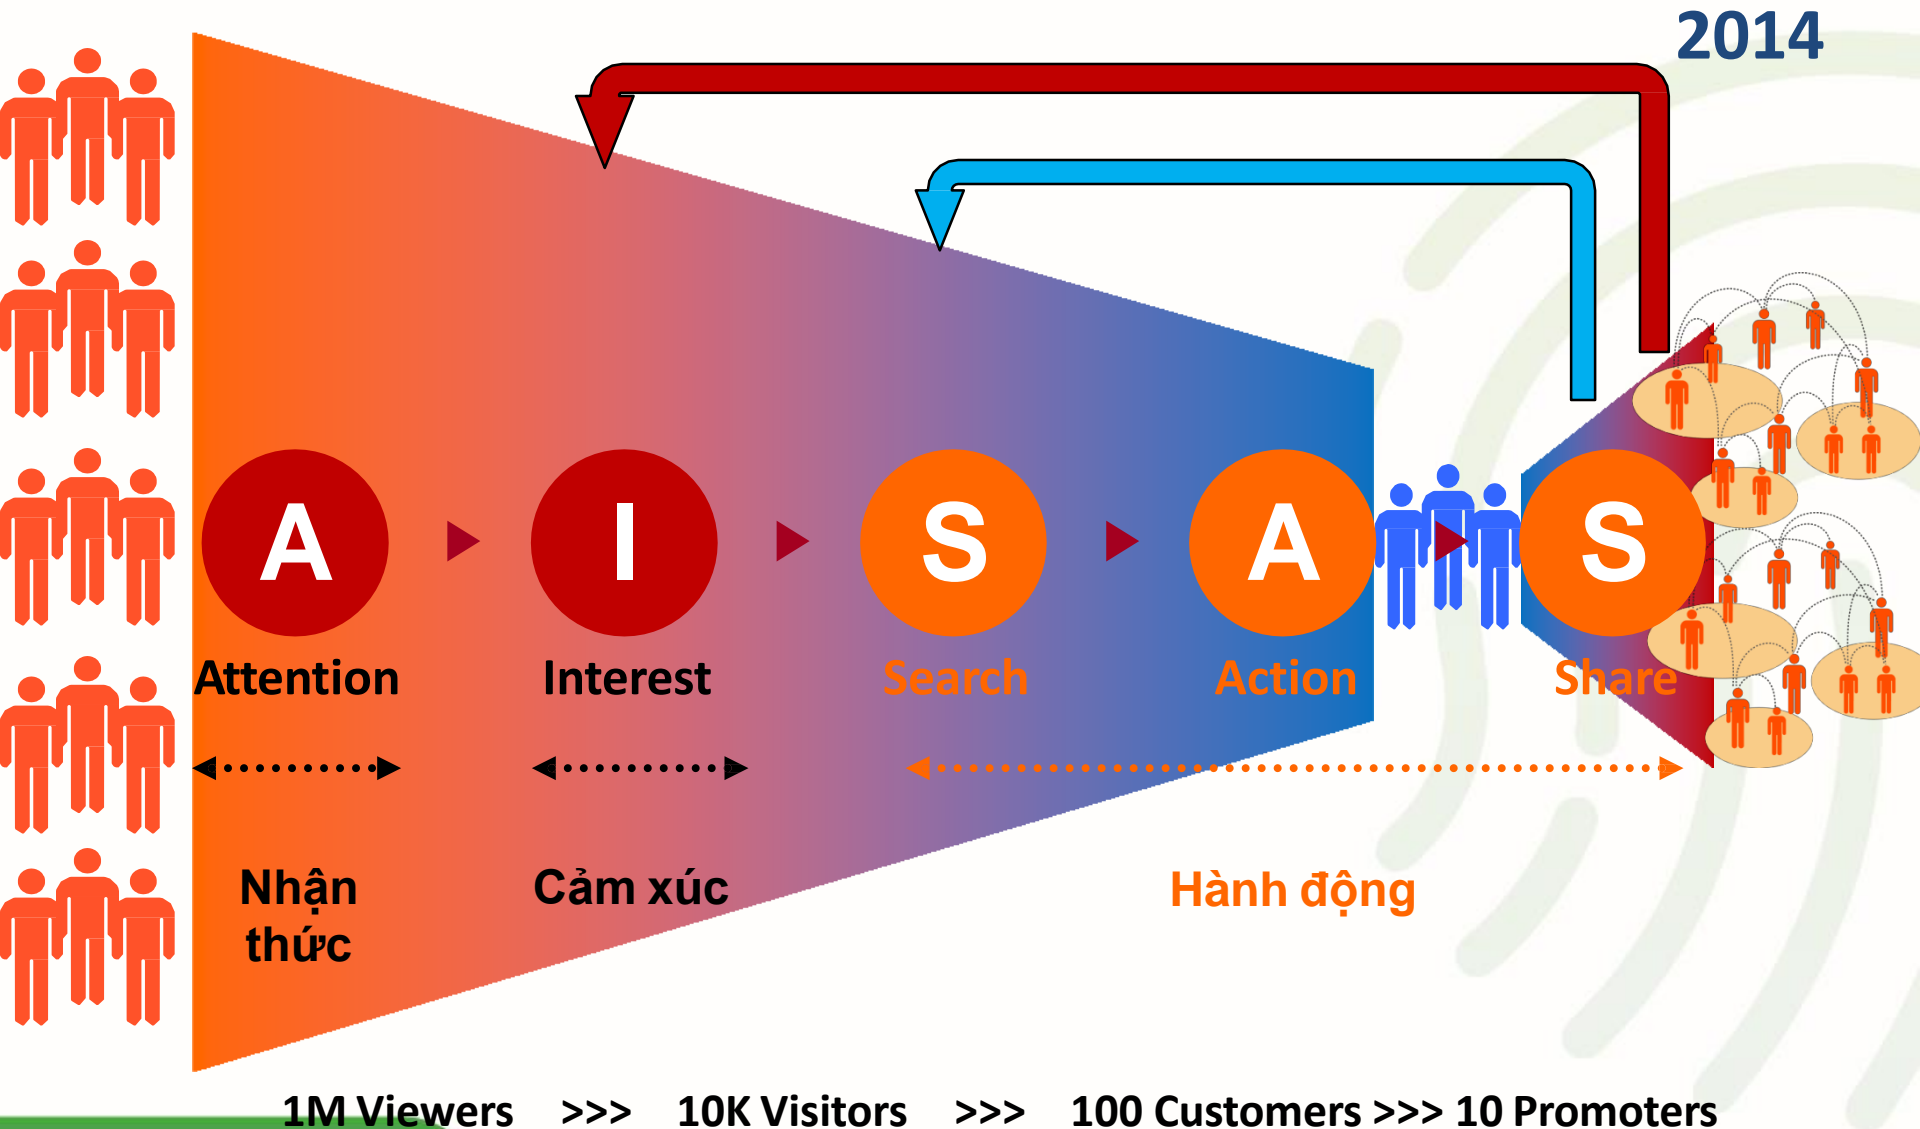 2014
A I S A S
Attention Interest Search Action Share
Nhận Cảm xúc Hành động
thức
1M Viewers >>> 10K Visitors >>> 100 Customers >>> 10 Promoters